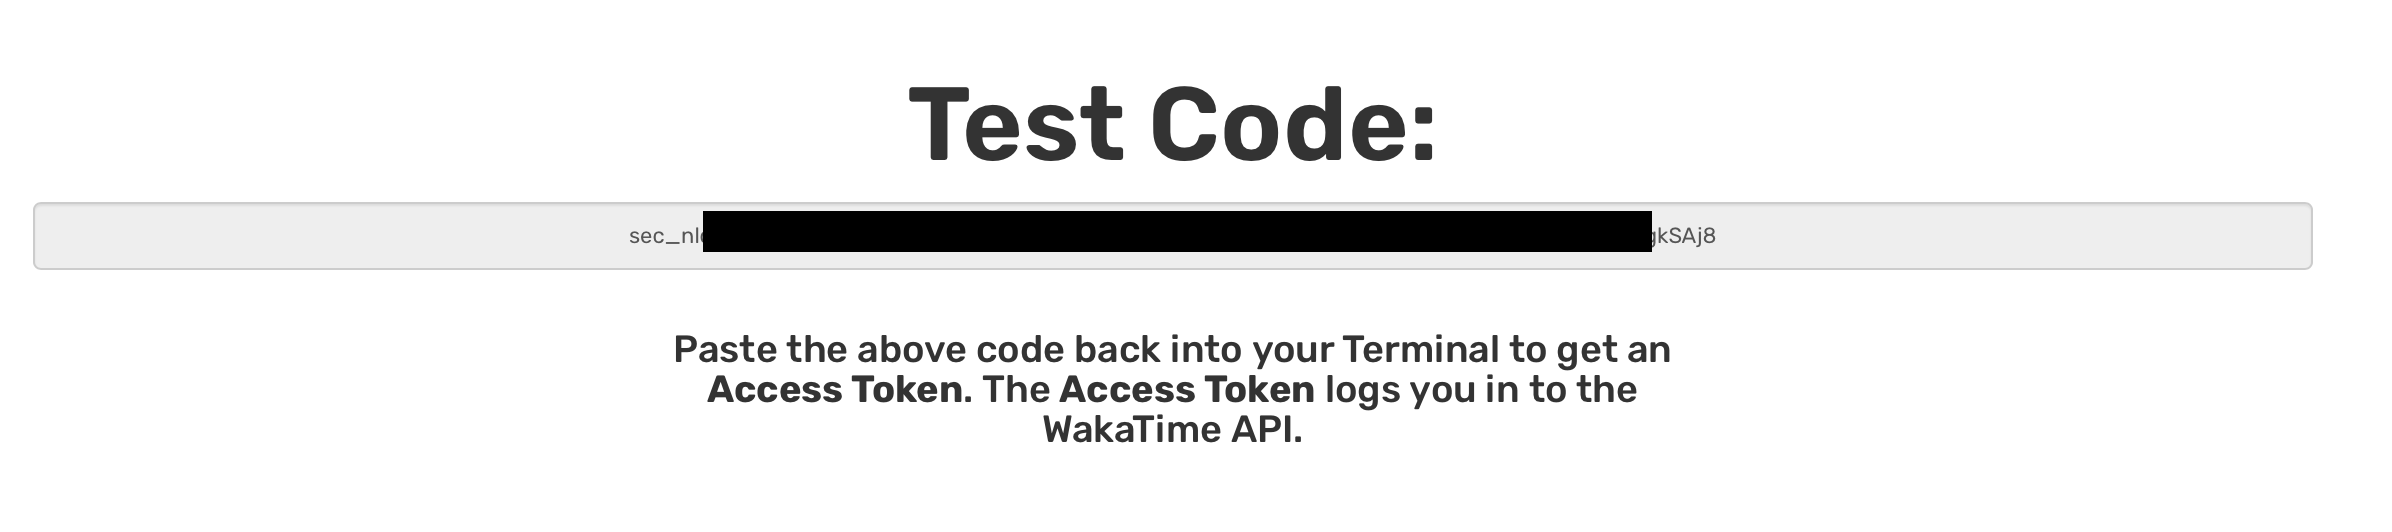 Test Code:
sec_nl gkSAj8
Paste the above code back into your Terminal to get an
Access Token. The Access Token logs you in to the
WakaTime API.